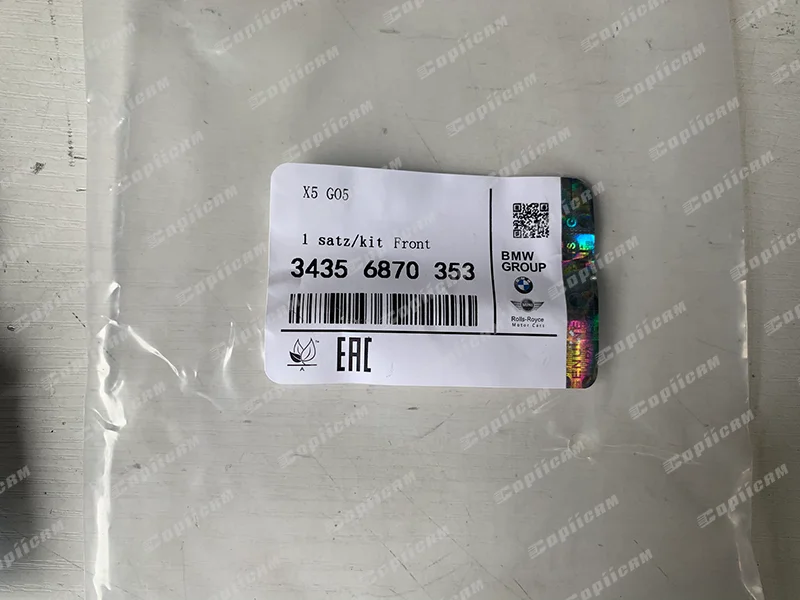 X5 G05
1 satz/kit Front
3435 6870 353
BMW
GROUP
Rolls-Royce
Motor Cars
A
EAC
Copiicam